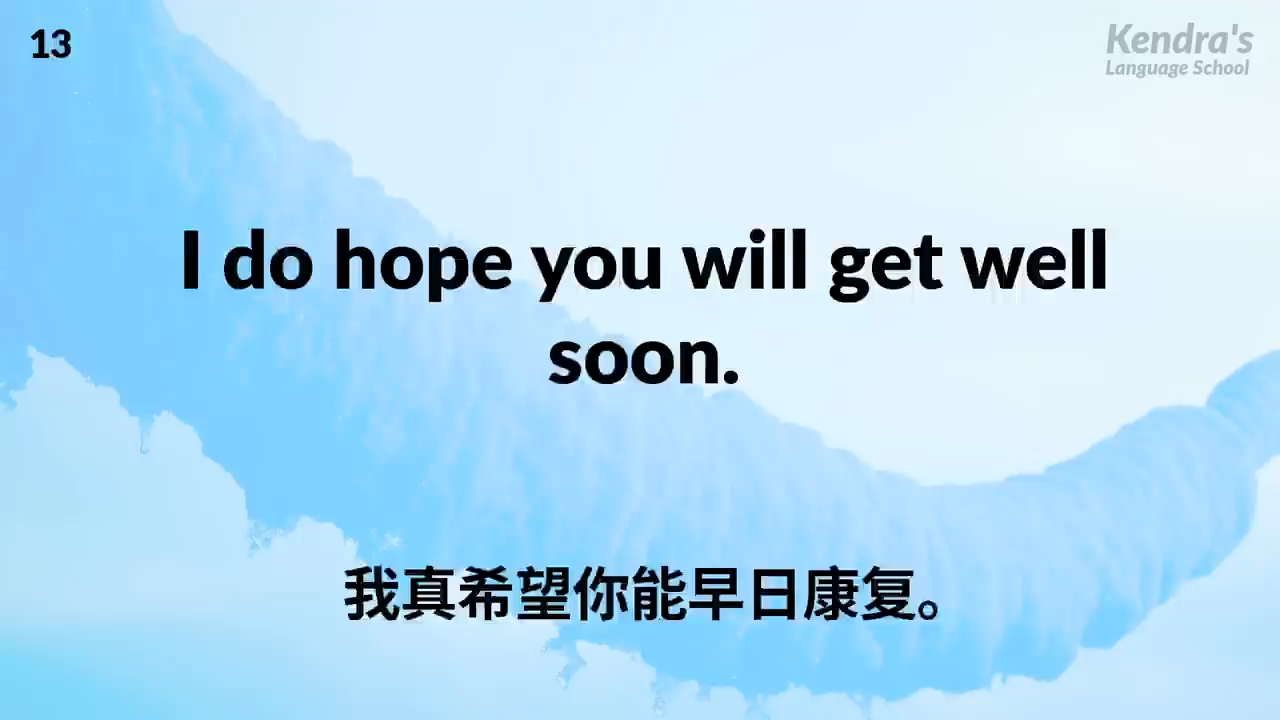 13
Kendra's
Language School
I do hope you will get well
soon.
我真希望你能早日康复。